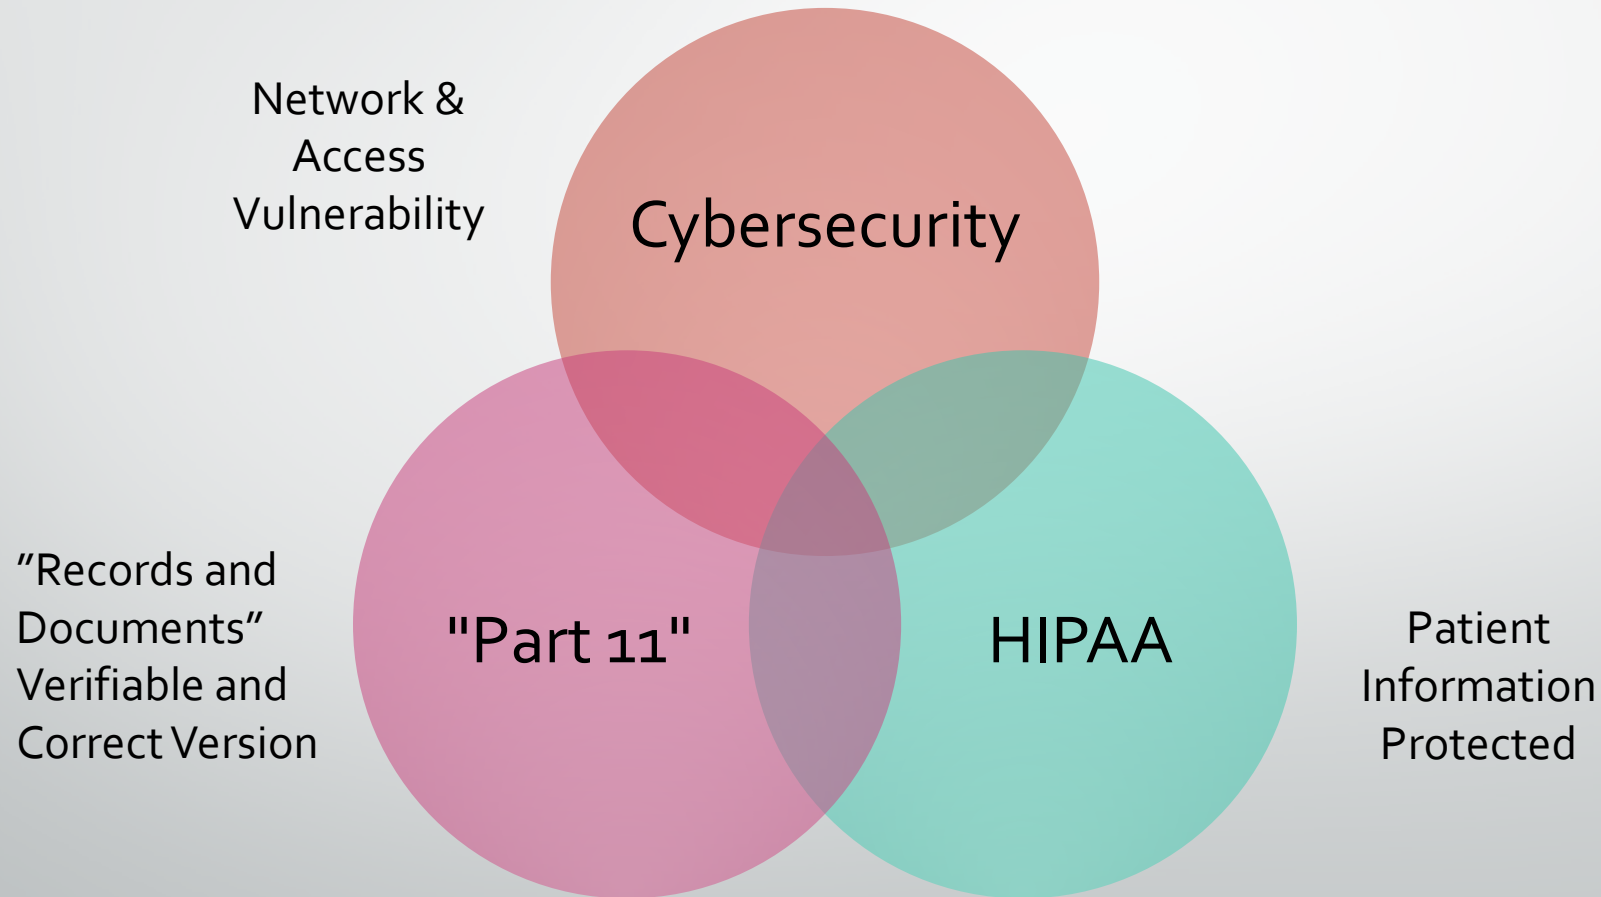 Network &
Access
Vulnerability
Cybersecurity
"Records and
Documents"
Verifiable and
Correct Version
"Part 11"
HIPAA
Patient
Information
Protected